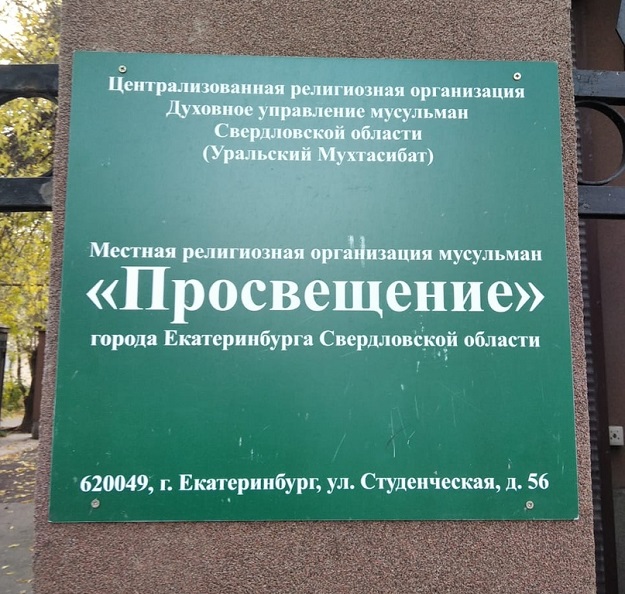 Централизованная религиозная организация
Духовное управление мусульман
Свердловской области
(Уральский Мухтасибат)
Местная религиозная организация мусульман
«Просвещение»
города Екатеринбурга Свердловской области
620049, г. Екатеринбург, ул. Студенческая, д. 56